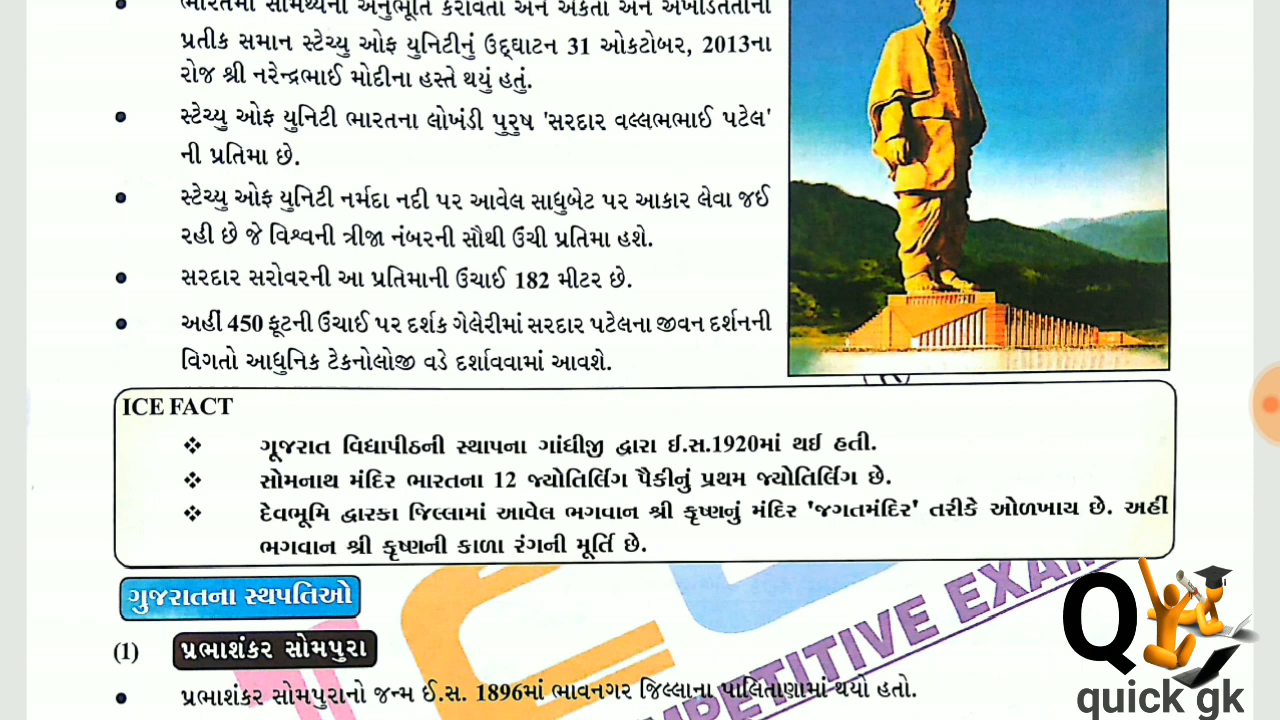 ભારતમાં સામર્થ્યની અનુભૂતિ કરાવતી અને એકતા અને અખંડિતતાના
પ્રતીક સમાન સ્ટેચ્યુ ઓફ યુનિટીનું ઉદ્ઘાટન 31 ઓકટોબર, 2013ના
રોજ શ્રી નરેન્દ્રભાઈ મોદીના હસ્તે થયું હતું.
સ્ટેચ્યુ ઓફ યુનિટી ભારતના લોખંડી પુરુષ 'સરદાર વલ્લભભાઈ પટેલ'
ની પ્રતિમા છે.
સ્ટેચ્યુ ઓફ યુનિટી નર્મદા નદી પર આવેલ સાધુબેટ પર આકાર લેવા જઈ
રહી છે જે વિશ્વની ત્રીજા નંબરની સૌથી ઉંચી પ્રતિમા હશે.
સરદાર સરોવરની આ પ્રતિમાની ઉંચાઈ 182 મીટર છે.
અહીં 450 ફૂટની ઉંચાઈ પર દર્શક ગેલેરીમાં સરદાર પટેલના જીવન દર્શનની
વિગતો આધુનિક ટેકનોલોજી વડે દર્શાવવામાં આવશે.
ICE FACT
ગૂજરાત વિદ્યાપીઠની સ્થાપના ગાંધીજી દ્વારા ઈ.સ.1920માં થઈ હતી.
સોમનાથ મંદિર ભારતના 12 જ્યોતિર્લિંગ પૈકીનું પ્રથમ જ્યોતિર્લિંગ છે.
દેવભૂમિ દ્વારકા જિલ્લામાં આવેલ ભગવાન શ્રી કૃષ્ણનું મંદિર 'જગતમંદિર' તરીકે ઓળખાય છે. અહીં
ભગવાન શ્રી કૃષ્ણની કાળા રંગની મૂર્તિ છે.
ગુજરાતના સ્થપતિઓ
(1) પ્રભાશંકર સોમપુરા
પ્રભાશંકર સોમપુરાનો જન્મ ઈ.સ. 1896માં ભાવનગર જિલ્લાના પાલિતાણામાં થયો હતો.
COMPETITIVE EXAM
Q
quick gk